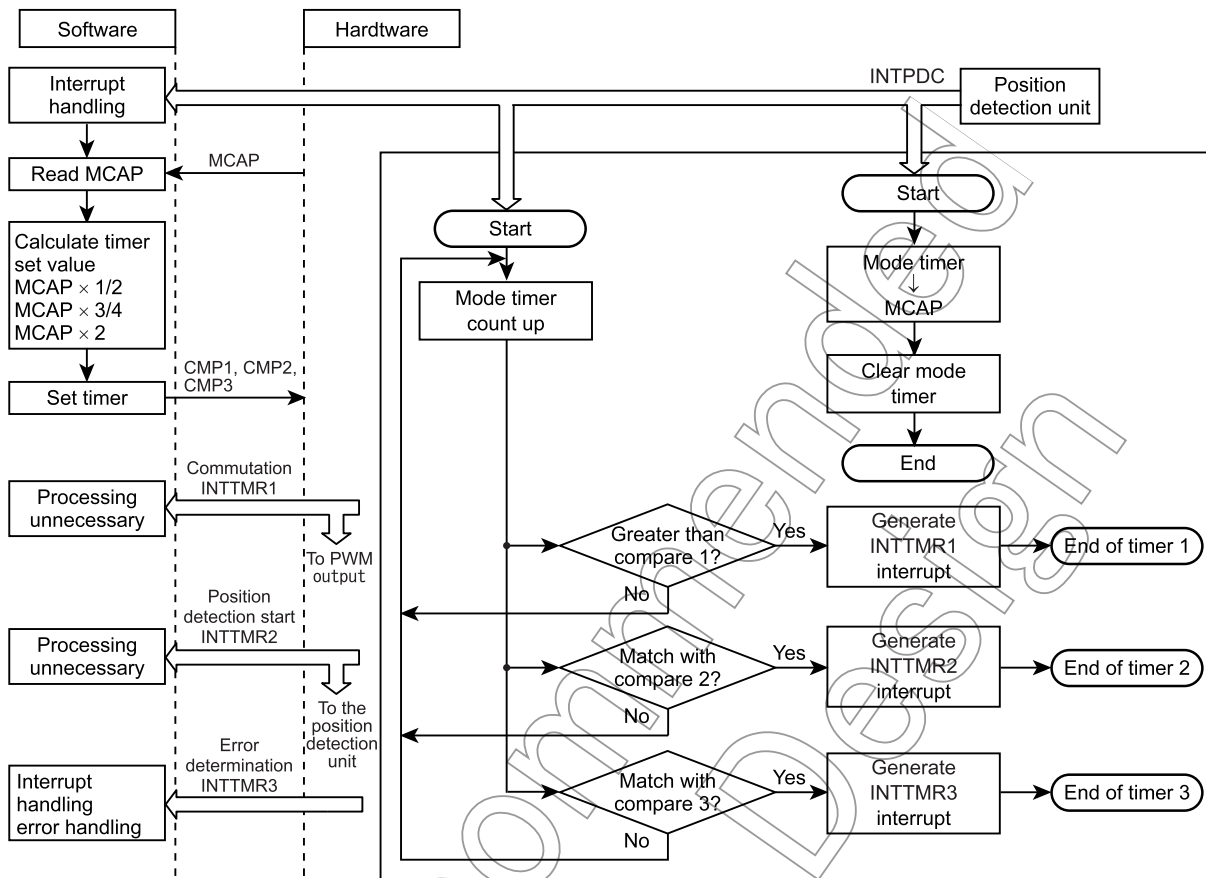 Software
Hardtware
Interrupt
handling
INTPDC
Position
detection unit
Read MCAP
MCAP
Calculate timer
set value
MCAP × 1/2
MCAP × 3/4
MCAP × 2
Set timer
CMP1, CMP2,
CMP3
Start
Mode timer
count up
Start
Mode timer
↓
MCAP
Clear mode
timer
End
Processing
unnecessary
Commutation
INTTMR1
To PWM
output
Greater than
compare 1?
Yes
No
Generate
INTTMR1
interrupt
End of timer 1
Processing
unnecessary
Position
detection start
INTTMR2
To the
position
detection
unit
Match with
compare 2?
Yes
No
Generate
INTTMR2
interrupt
End of timer 2
Interrupt
handling
error handling
Error
determination
INTTMR3
Match with
compare 3?
Yes
No
Generate
INTTMR3
interrupt
End of timer 3
ommended
Design